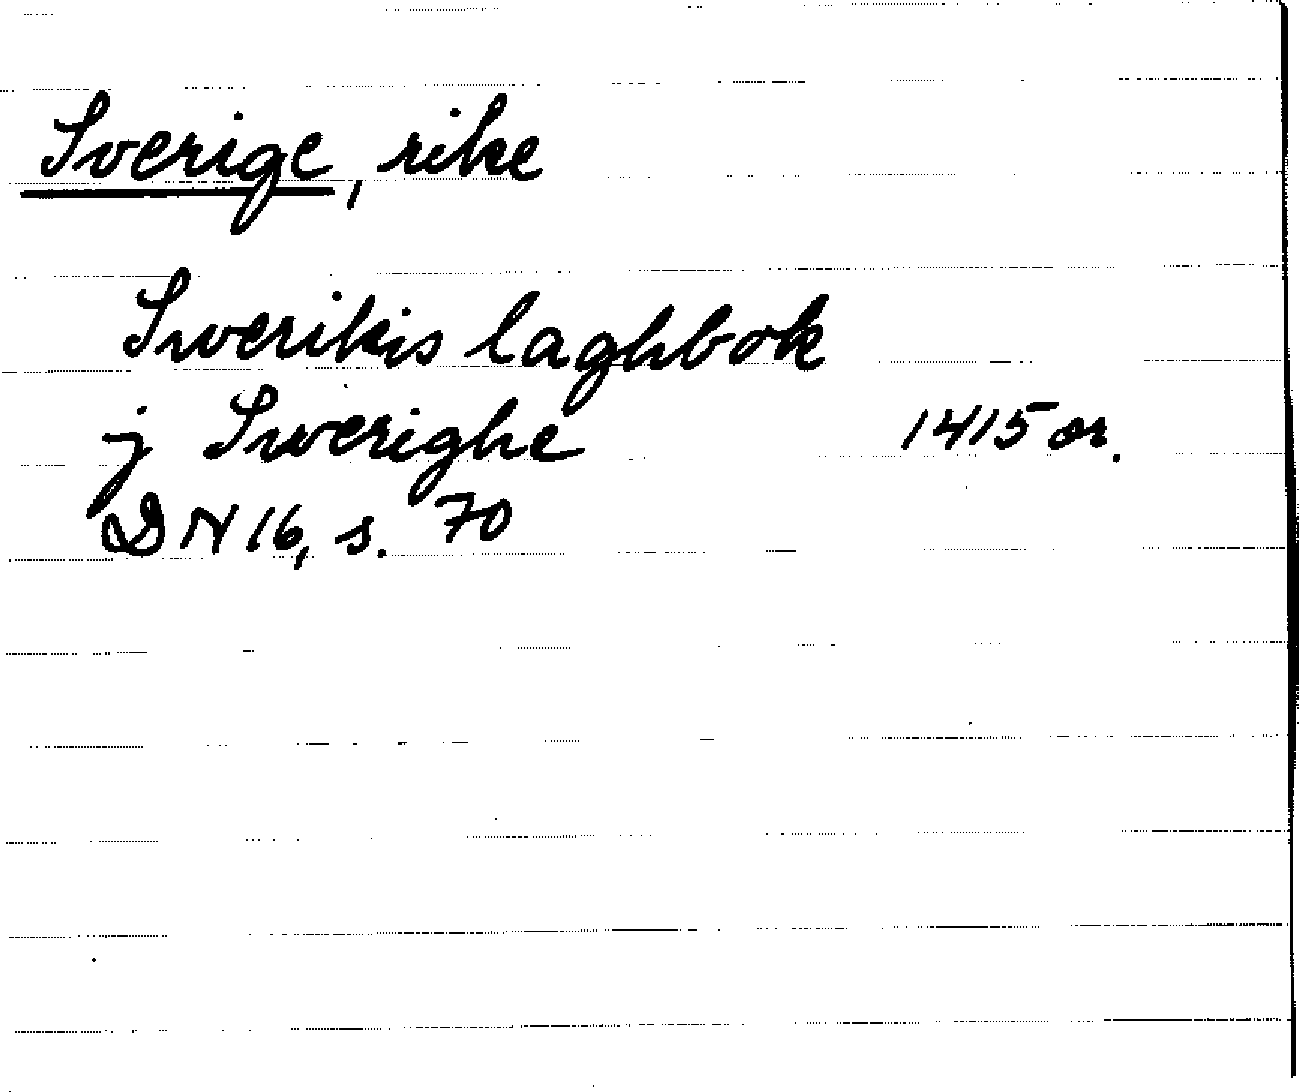 Sverige, rike
Swerikis laghbok
j Swerighe 1415 or.
DN 16, s. 70